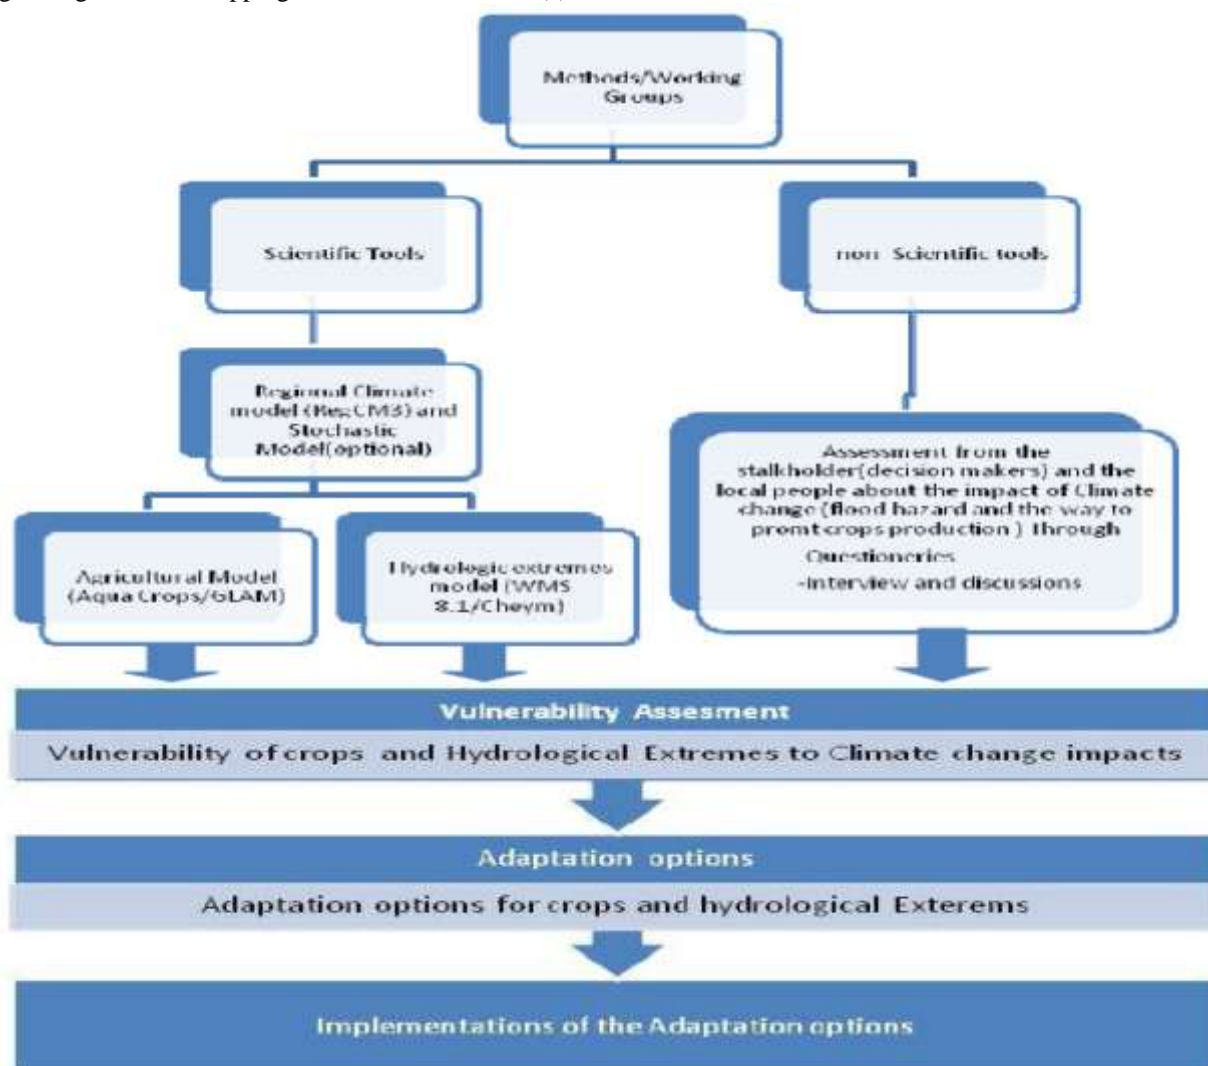 Methods/Working
Groups
Scientific Tools
non Scientific tools
Regional Climate
model (RegCM3) and
Stochastic
Model(optional)
Agricultural Model
(Aqua Crops/GLAM)
Hydrologic extremes
model (WMS
8.1/Cheym)
Assessment from the
stalkholder(decision makers) and the
local people about the impact of Climate
change (flood hazard and the way to
promt crops production ) Through
Questioneries
-Interview and discussions
Vulnerability Assesment
Vulnerability of crops and Hydrological Extremes to Climate change impacts
Adaptation options
Adaptation options for crops and hydrological Exterems
Implementations of the Adaptation options